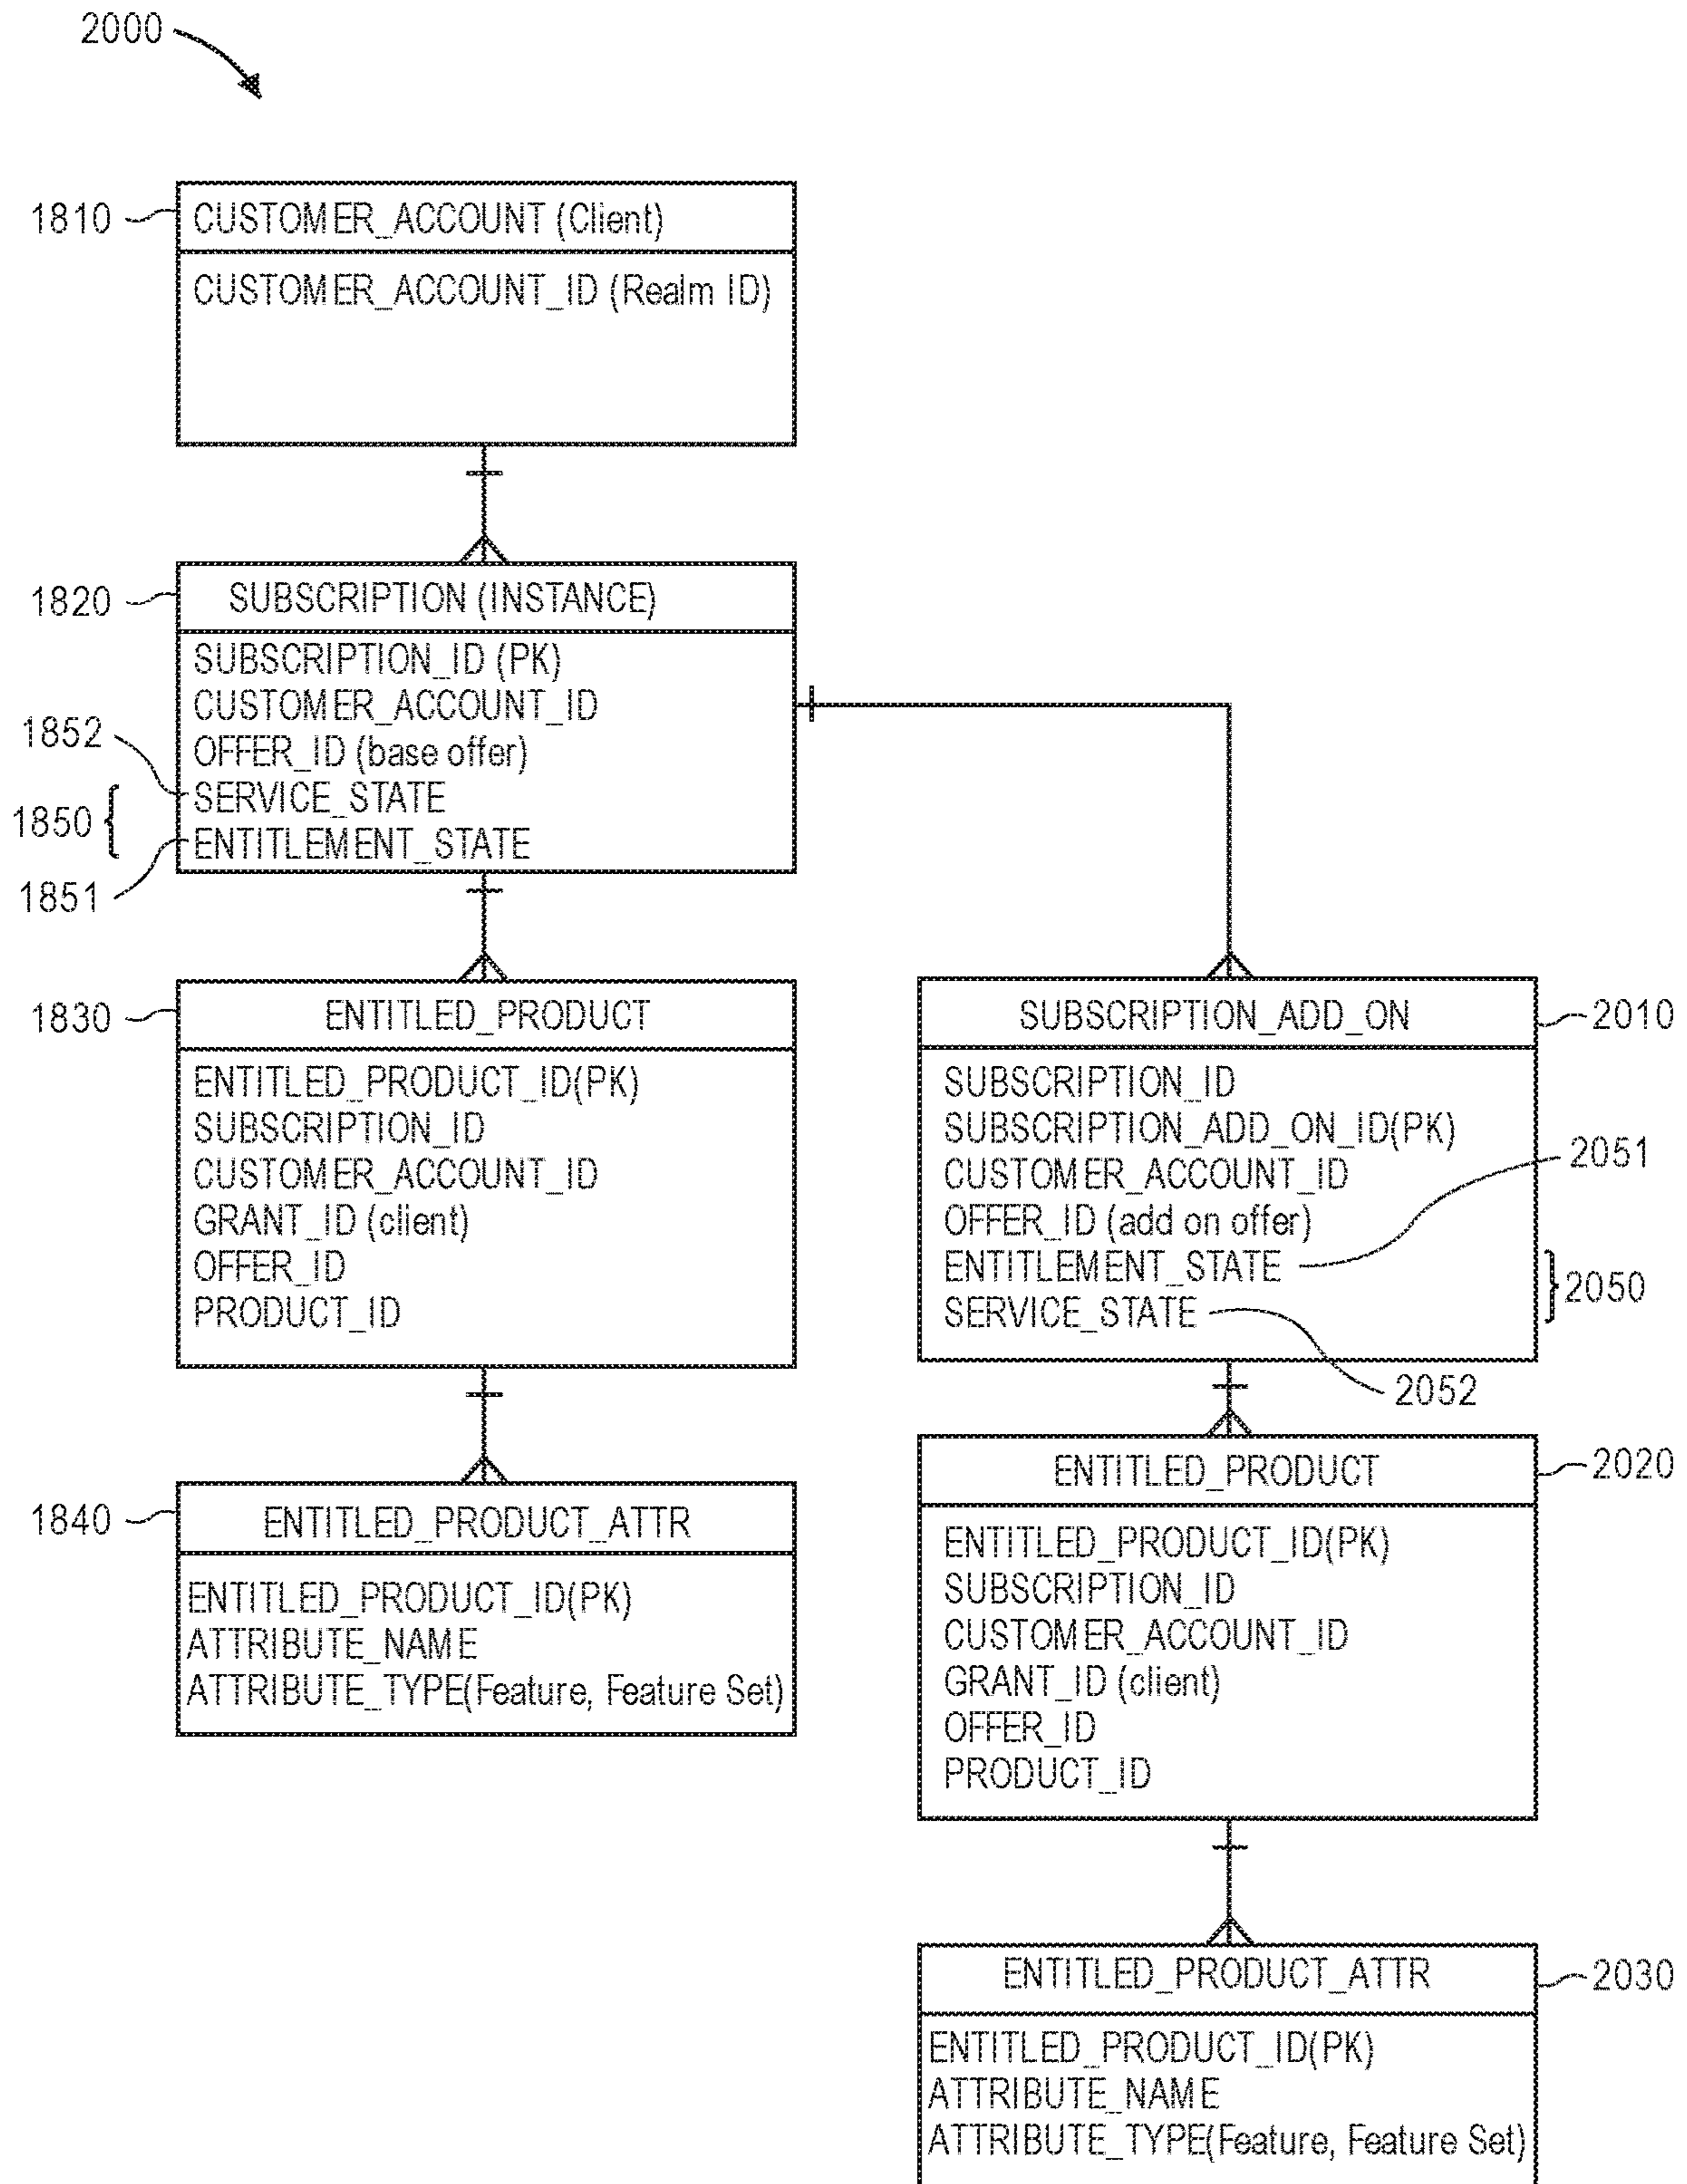 2000
1810
CUSTOMER_ACCOUNT (Client)
CUSTOMER_ACCOUNT_ID (Realm ID)
1820
SUBSCRIPTION (INSTANCE)
SUBSCRIPTION_ID (PK)
CUSTOMER_ACCOUNT_ID
OFFER_ID (base offer)
SERVICE_STATE
ENTITLEMENT_STATE
1852
1850 {
1851
1830
ENTITLED_PRODUCT
ENTITLED_PRODUCT_ID(PK)
SUBSCRIPTION_ID
CUSTOMER_ACCOUNT_ID
GRANT_ID (client)
OFFER_ID
PRODUCT_ID
1840
ENTITLED_PRODUCT_ATTR
ENTITLED_PRODUCT_ID(PK)
ATTRIBUTE_NAME
ATTRIBUTE_TYPE(Feature, Feature Set)
SUBSCRIPTION_ADD_ON
2010
SUBSCRIPTION_ID
SUBSCRIPTION_ADD_ON_ID(PK)
CUSTOMER_ACCOUNT_ID
OFFER_ID (add on offer)
ENTITLEMENT_STATE
SERVICE_STATE
2051
} 2050
2052
ENTITLED_PRODUCT
2020
ENTITLED_PRODUCT_ID(PK)
SUBSCRIPTION_ID
CUSTOMER_ACCOUNT_ID
GRANT_ID (client)
OFFER_ID
PRODUCT_ID
ENTITLED_PRODUCT_ATTR
2030
ENTITLED_PRODUCT_ID(PK)
ATTRIBUTE_NAME
ATTRIBUTE_TYPE(Feature, Feature Set)